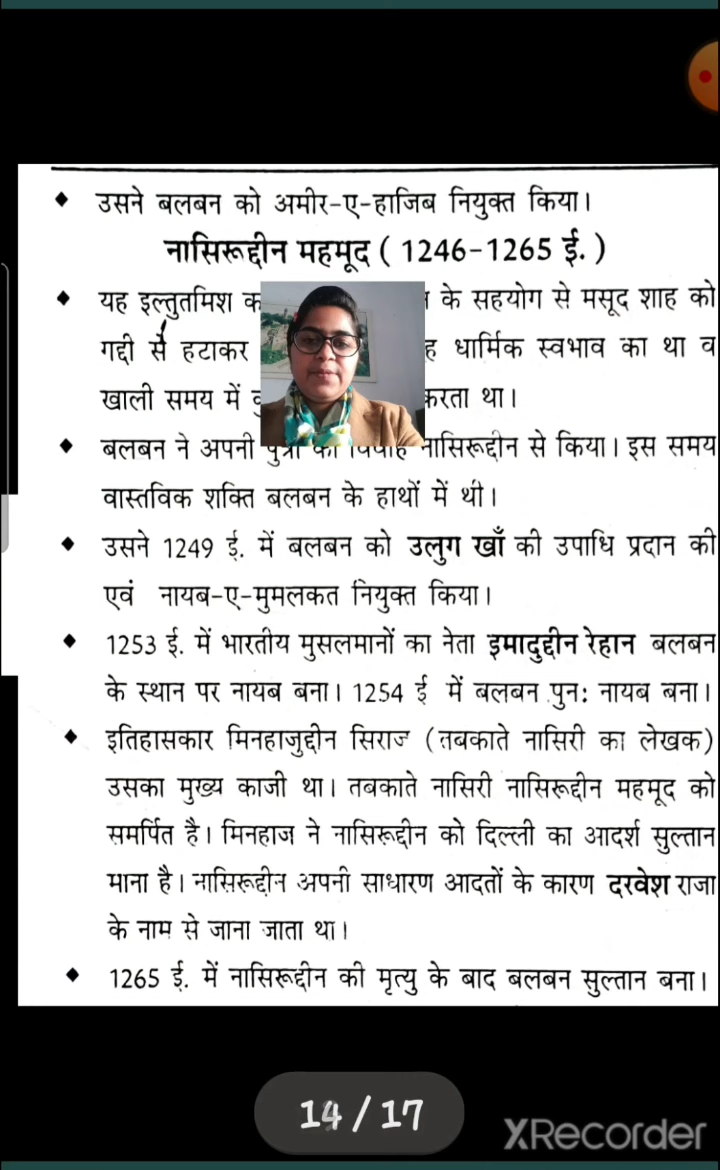 उसने बलबन को अमीर-ए-हाजिब नियुक्त किया।
नासिरूद्दीन महमूद ( 1246-1265 ई. )
यह इल्तुतमिश के सहयोग से मसूद शाह को
गद्दी से हटाकर धार्मिक स्वभाव का था व
खाली समय में करता था।
बलबन ने अपनी पुत्री का विवाह नासिरूद्दीन से किया। इस समय
वास्तविक शक्ति बलबन के हाथों में थी।
उसने 1249 ई. में बलबन को उलुग खाँ की उपाधि प्रदान की
एवं नायब-ए-मुमलकत नियुक्त किया।
1253 ई. में भारतीय मुसलमानों का नेता इमादुद्दीन रेहान बलबन
के स्थान पर नायब बना। 1254 ई में बलबन पुन: नायब बना।
इतिहासकार मिनहाजुद्दीन सिराज (तबकाते नासिरी का लेखक)
उसका मुख्य काजी था। तबकाते नासिरी नासिरूद्दीन महमूद को
समर्पित है। मिनहाज ने नासिरूद्दीन को दिल्ली का आदर्श सुल्तान
माना है। नासिरूद्दीन अपनी साधारण आदतों के कारण दरवेश राजा
के नाम से जाना जाता था।
1265 ई. में नासिरूद्दीन की मृत्यु के बाद बलबन सुल्तान बना।
14 / 17
XRecorder